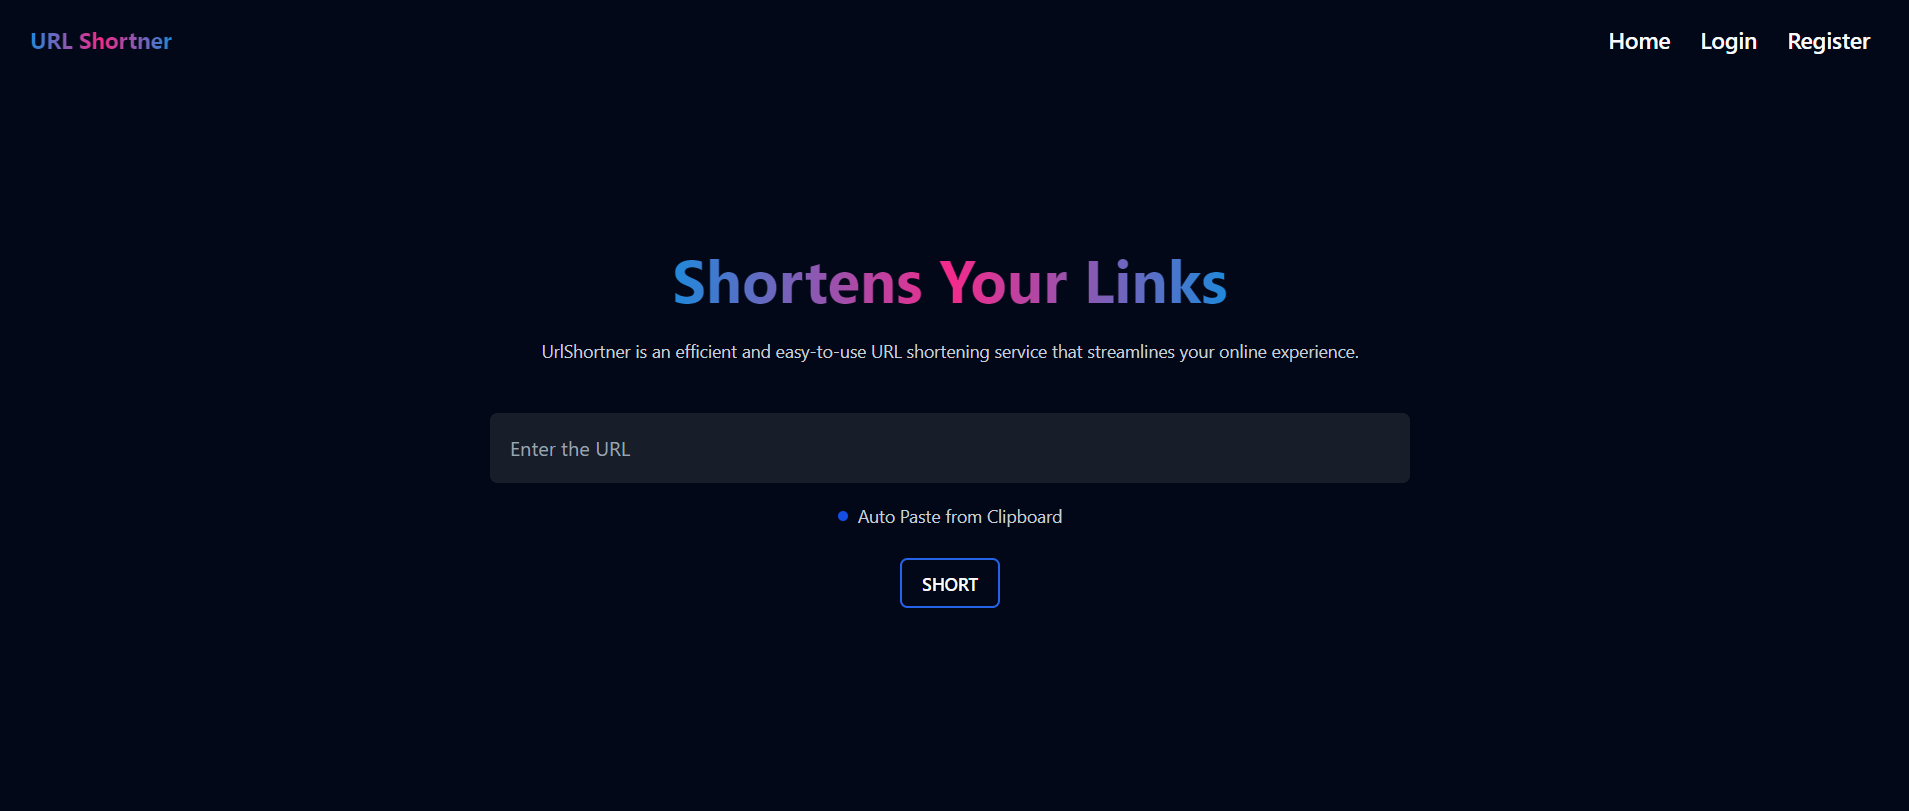 URL Shortner
Home Login Register
Shortens Your Links
UrlShortner is an efficient and easy-to-use URL shortening service that streamlines your online experience.
Enter the URL
Auto Paste from Clipboard
SHORT